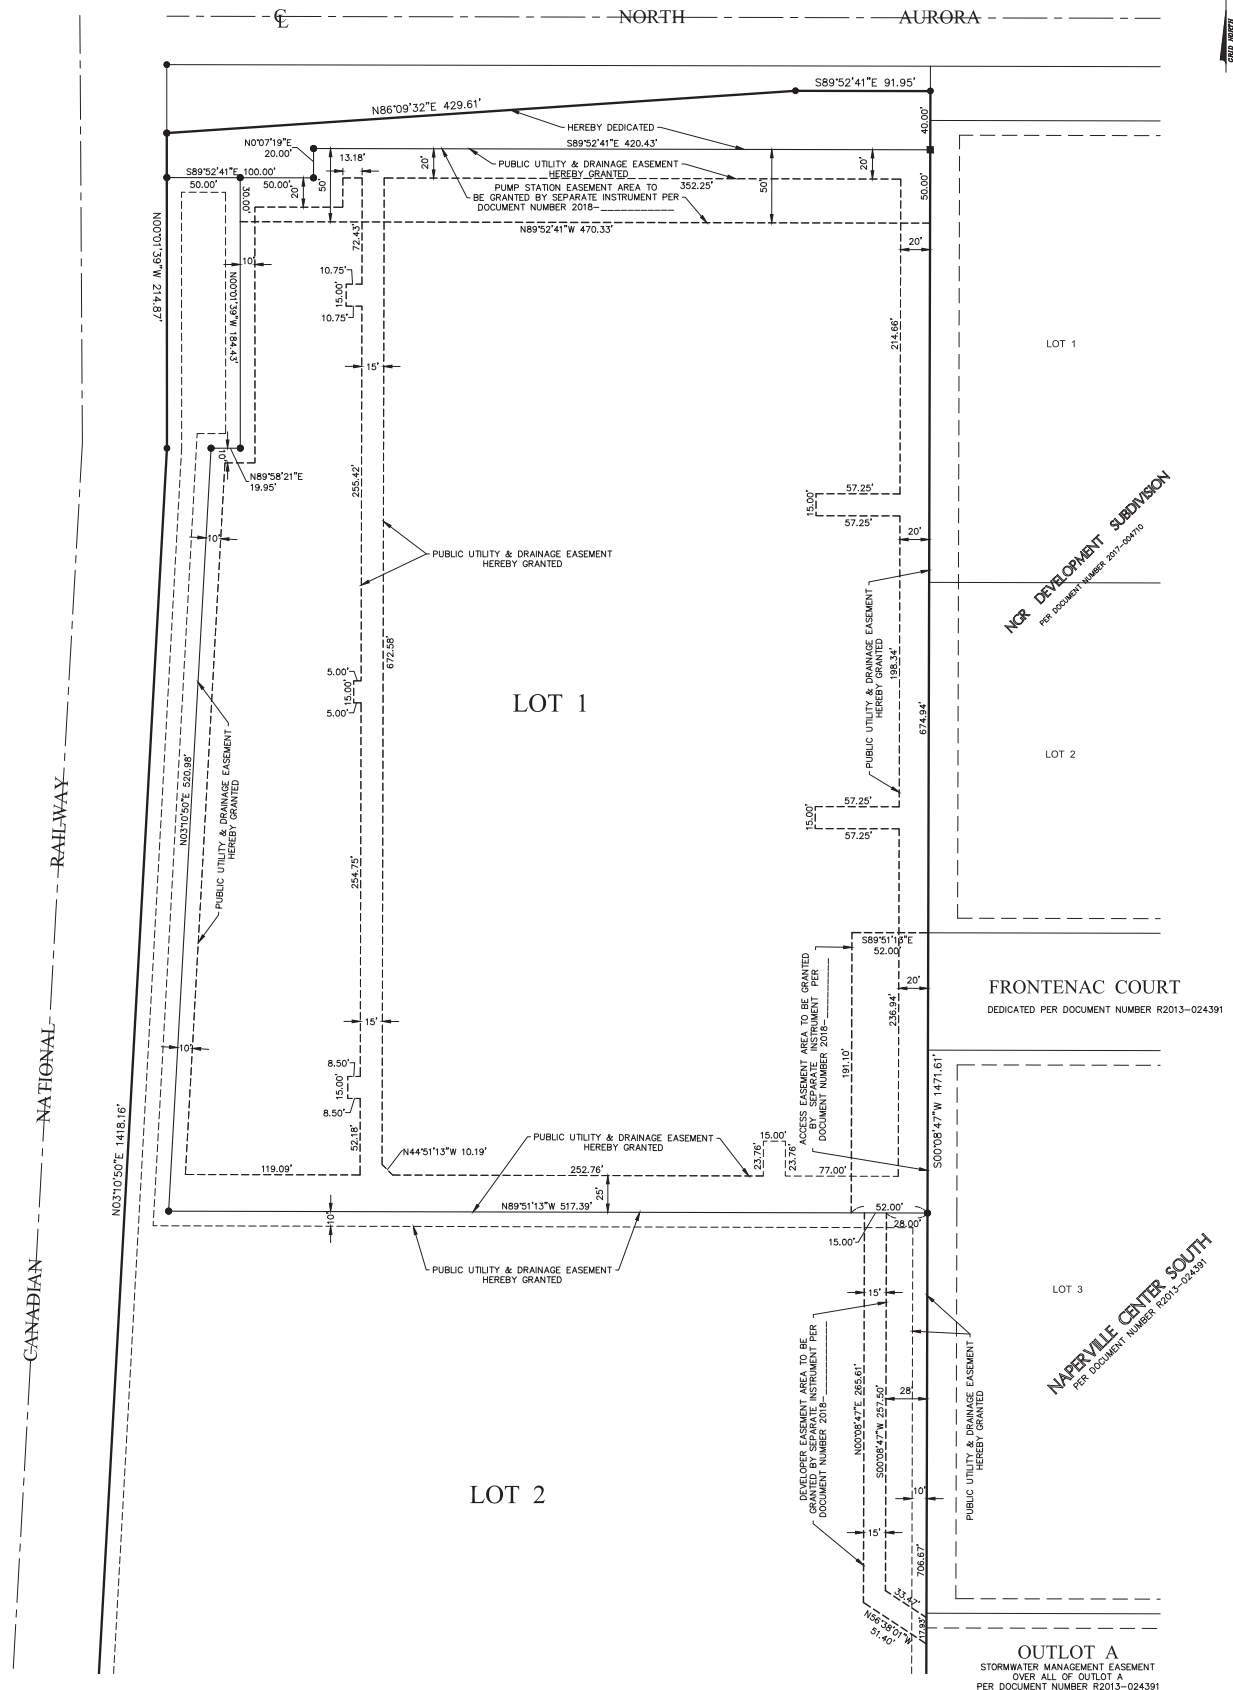 ℄ NORTH AURORA
GRID NORTH
S89°52'41"E 91.95'
N86°09'32"E 429.61'
40.00'
HEREBY DEDICATED
N0°07'19"E
20.00'
S89°52'41"E 420.43'
13.18'
20'
PUBLIC UTILITY & DRAINAGE EASEMENT
HEREBY GRANTED
20'
S89°52'41"E 100.00'
50.00'
50.00'
30.00'
20'
50'
PUMP STATION EASEMENT AREA TO
BE GRANTED BY SEPARATE INSTRUMENT PER
DOCUMENT NUMBER 2018-____________
352.25'
50'
50.00'
N89°52'41"W 470.33'
72.43'
20'
N00°01'39"W 214.87'
10'
N00°01'39"W 184.43'
10.75'
15.00'
10.75'
214.66'
LOT 1
15'
10'
N89°58'21"E
19.95'
255.42'
57.25'
15.00'
57.25'
10'
20'
NGR DEVELOPMENT SUBDIVISION
PER DOCUMENT NUMBER 2017-004710
PUBLIC UTILITY & DRAINAGE EASEMENT
HEREBY GRANTED
PUBLIC UTILITY & DRAINAGE EASEMENT
HEREBY GRANTED
672.58'
198.34'
5.00'
15.00'
5.00'
LOT 1
674.94'
LOT 2
N03°10'50"E 520.98'
PUBLIC UTILITY & DRAINAGE EASEMENT
HEREBY GRANTED
57.25'
15.00'
57.25'
254.75'
S89°51'13"E
52.00'
ACCESS EASEMENT AREA TO BE GRANTED
BY SEPARATE INSTRUMENT PER
DOCUMENT NUMBER 2018-__________
20'
236.94'
FRONTENAC COURT
DEDICATED PER DOCUMENT NUMBER R2013-024391
15'
10'
191.10'
8.50'
15.00'
8.50'
S00°08'47"W 1471.61'
CANADIAN NATIONAL RAILWAY
N03°10'50"E 1418.16'
52.18'
PUBLIC UTILITY & DRAINAGE EASEMENT
HEREBY GRANTED
15.00'
23.76'
23.76'
N44°51'13"W 10.19'
119.09'
252.76'
77.00'
25'
N89°51'13"W 517.39'
52.00'
28.00'
10'
15.00'
PUBLIC UTILITY & DRAINAGE EASEMENT
HEREBY GRANTED
15'
LOT 3
NAPERVILLE CENTER SOUTH
PER DOCUMENT NUMBER R2013-024391
DEVELOPER EASEMENT AREA TO BE
GRANTED BY SEPARATE INSTRUMENT PER
DOCUMENT NUMBER 2018-__________
N00°08'47"E 265.61'
S00°08'47"W 257.50'
28'
PUBLIC UTILITY & DRAINAGE EASEMENT
HEREBY GRANTED
LOT 2
10'
15'
706.67'
33.47'
N56°38'01"W
51.40'
17.93'
OUTLOT A
STORMWATER MANAGEMENT EASEMENT
OVER ALL OF OUTLOT A
PER DOCUMENT NUMBER R2013-024391